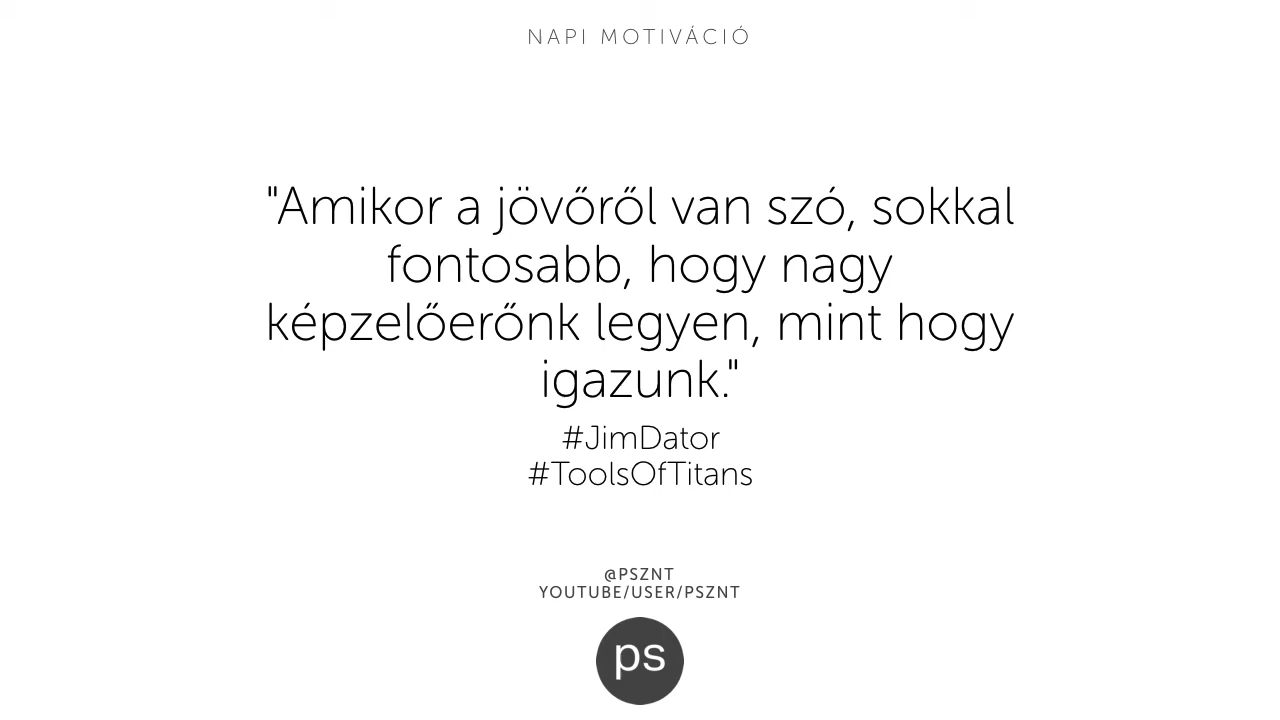 NAPI MOTIVÁCIÓ
"Amikor a jövőről van szó, sokkal
fontosabb, hogy nagy
képzelőerőnk legyen, mint hogy
igazunk."
#JimDator
#ToolsOfTitans
@PSZNT
YOUTUBE/USER/PSZNT
ps